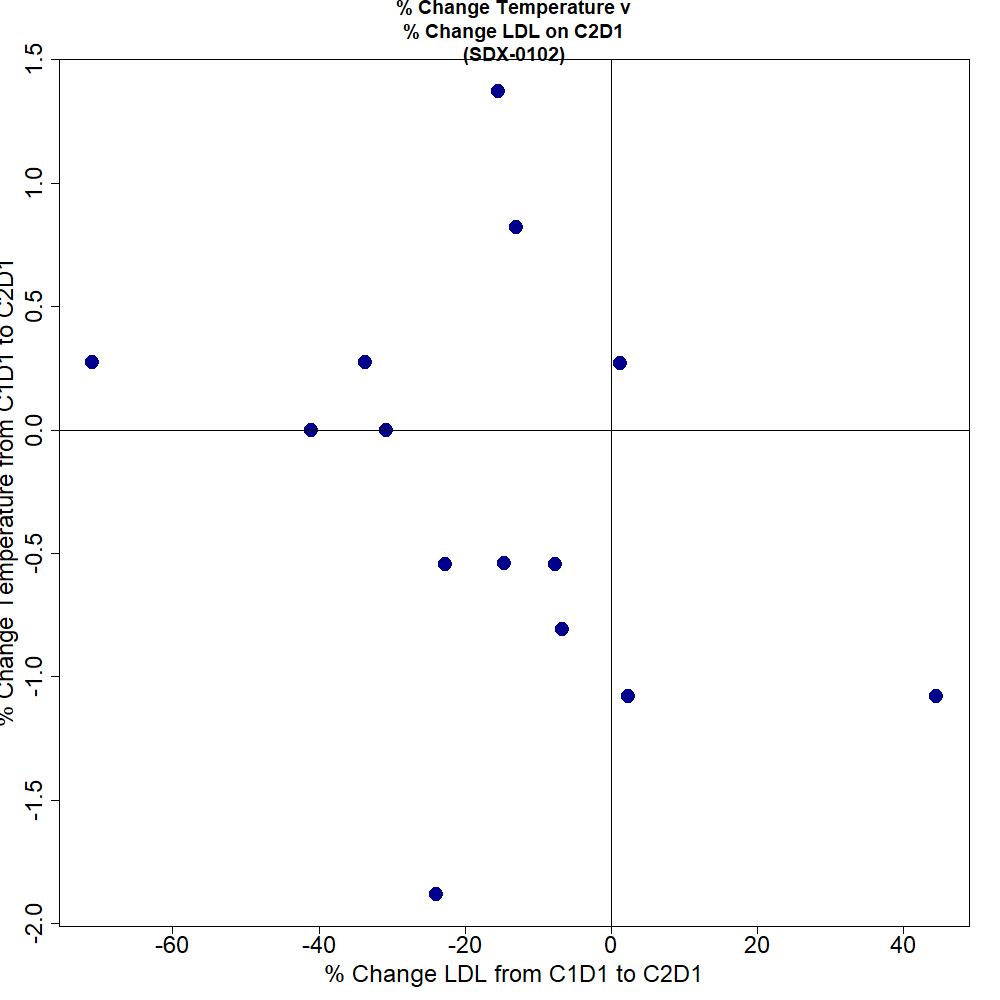 % Change Temperature v
% Change LDL on C2D1
(SDX-0102)
% Change Temperature from C1D1 to C2D1
1.5
1.0
0.5
0.0
-0.5
-1.0
-1.5
-2.0
-60
-40
-20
0
20
40
% Change LDL from C1D1 to C2D1